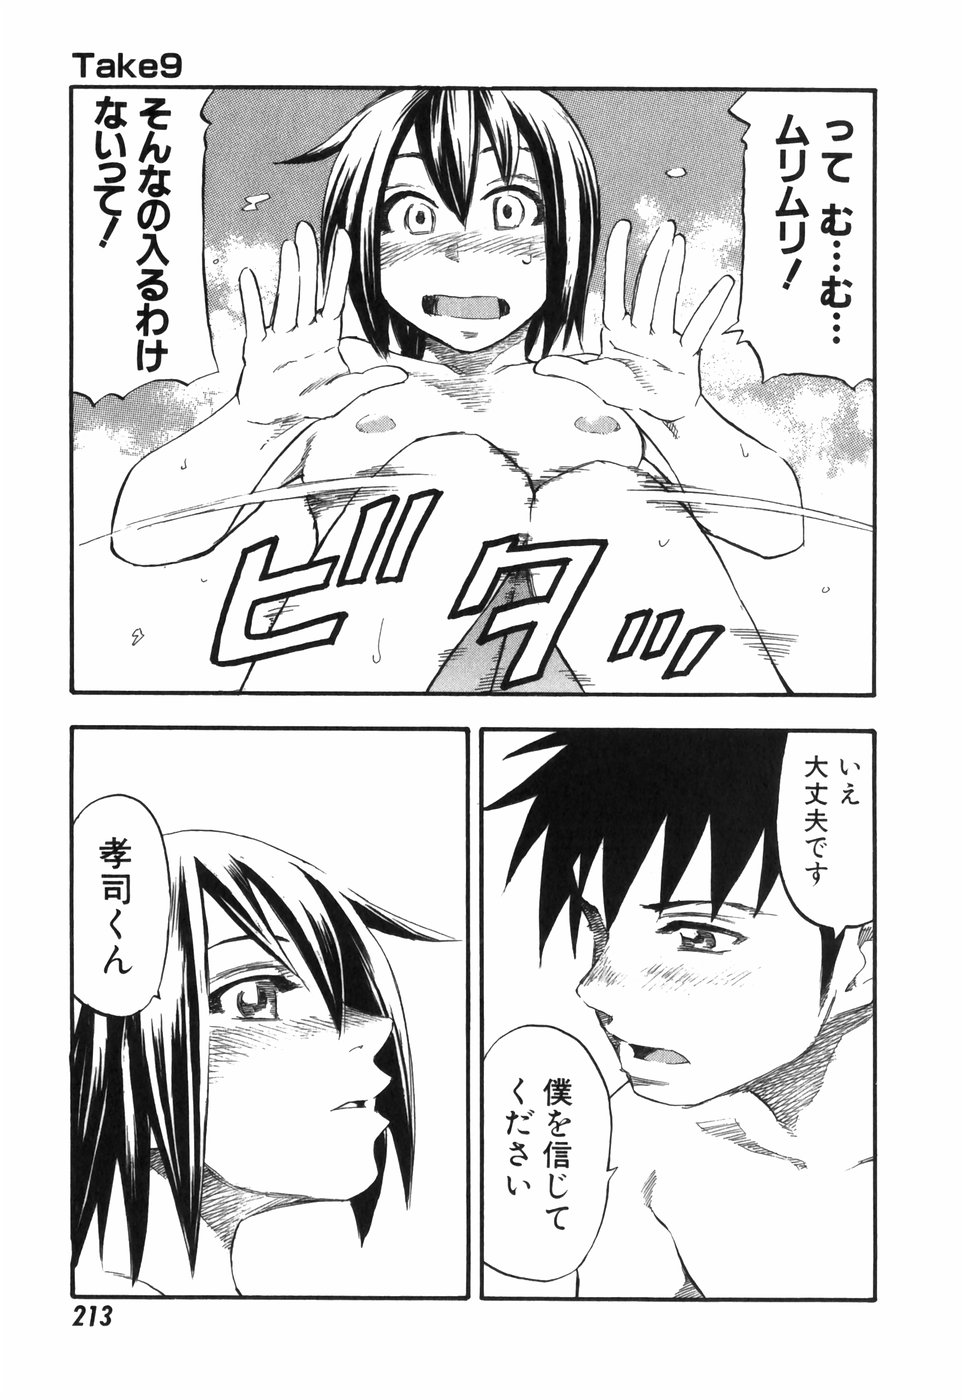 Take9
って む…む…
ムリムリ！
そんなの入るわけ
ないって！
ビタッ
いえ
大丈夫です
僕を信じて
ください
孝司くん
213